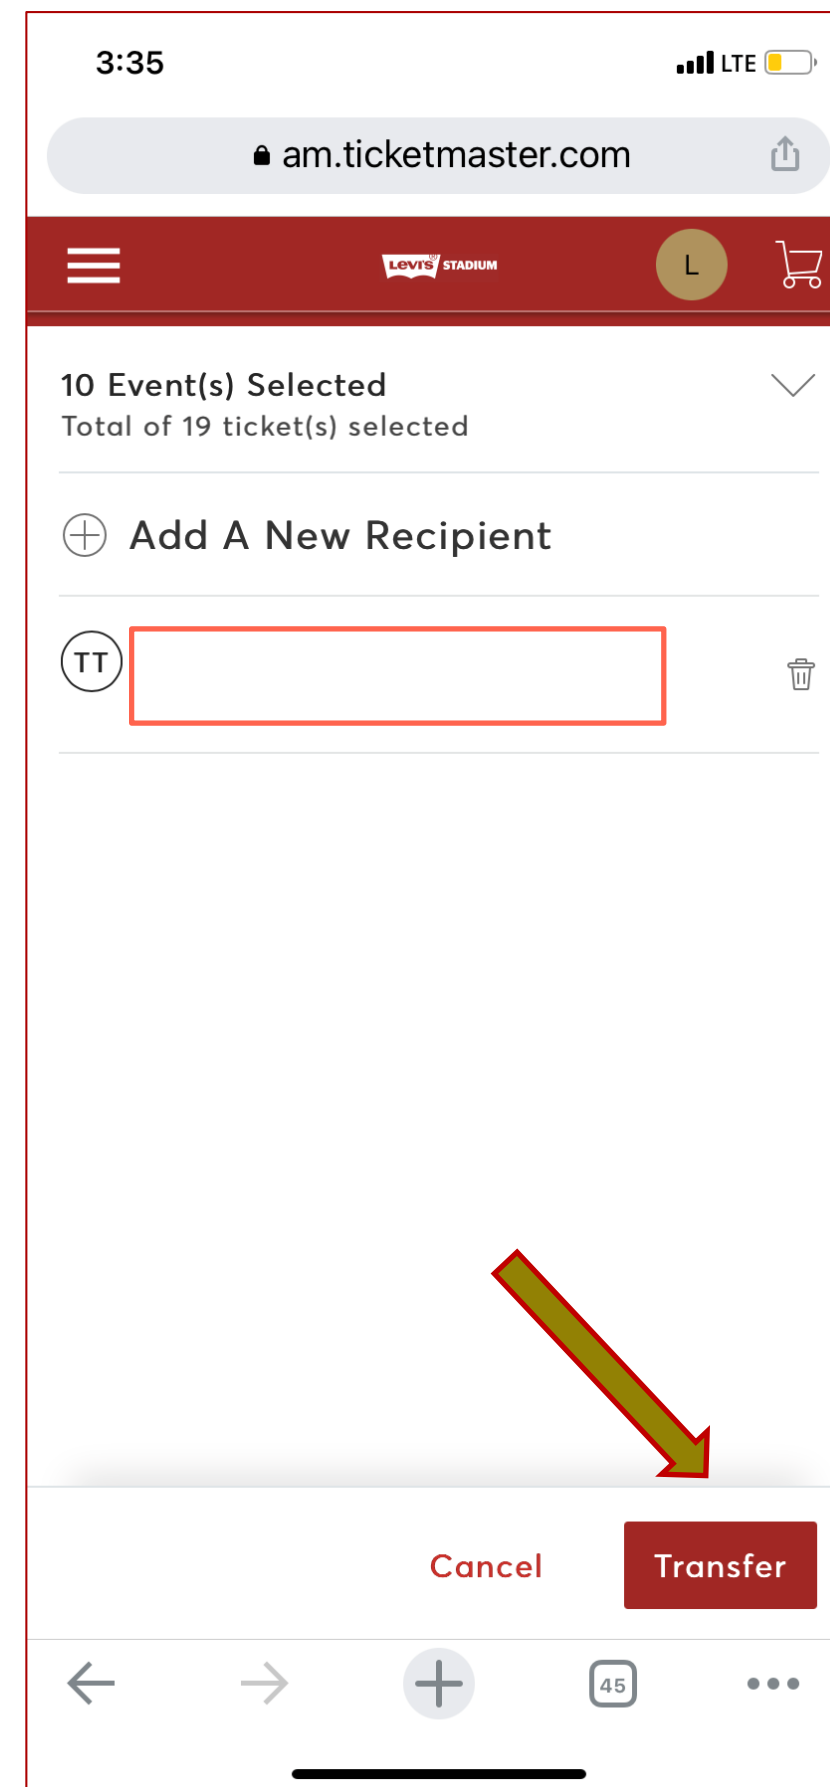 3:35
LTE
am.ticketmaster.com
LEVI'S STADIUM
L
10 Event(s) Selected
Total of 19 ticket(s) selected
Add A New Recipient
TT
Cancel
Transfer
45